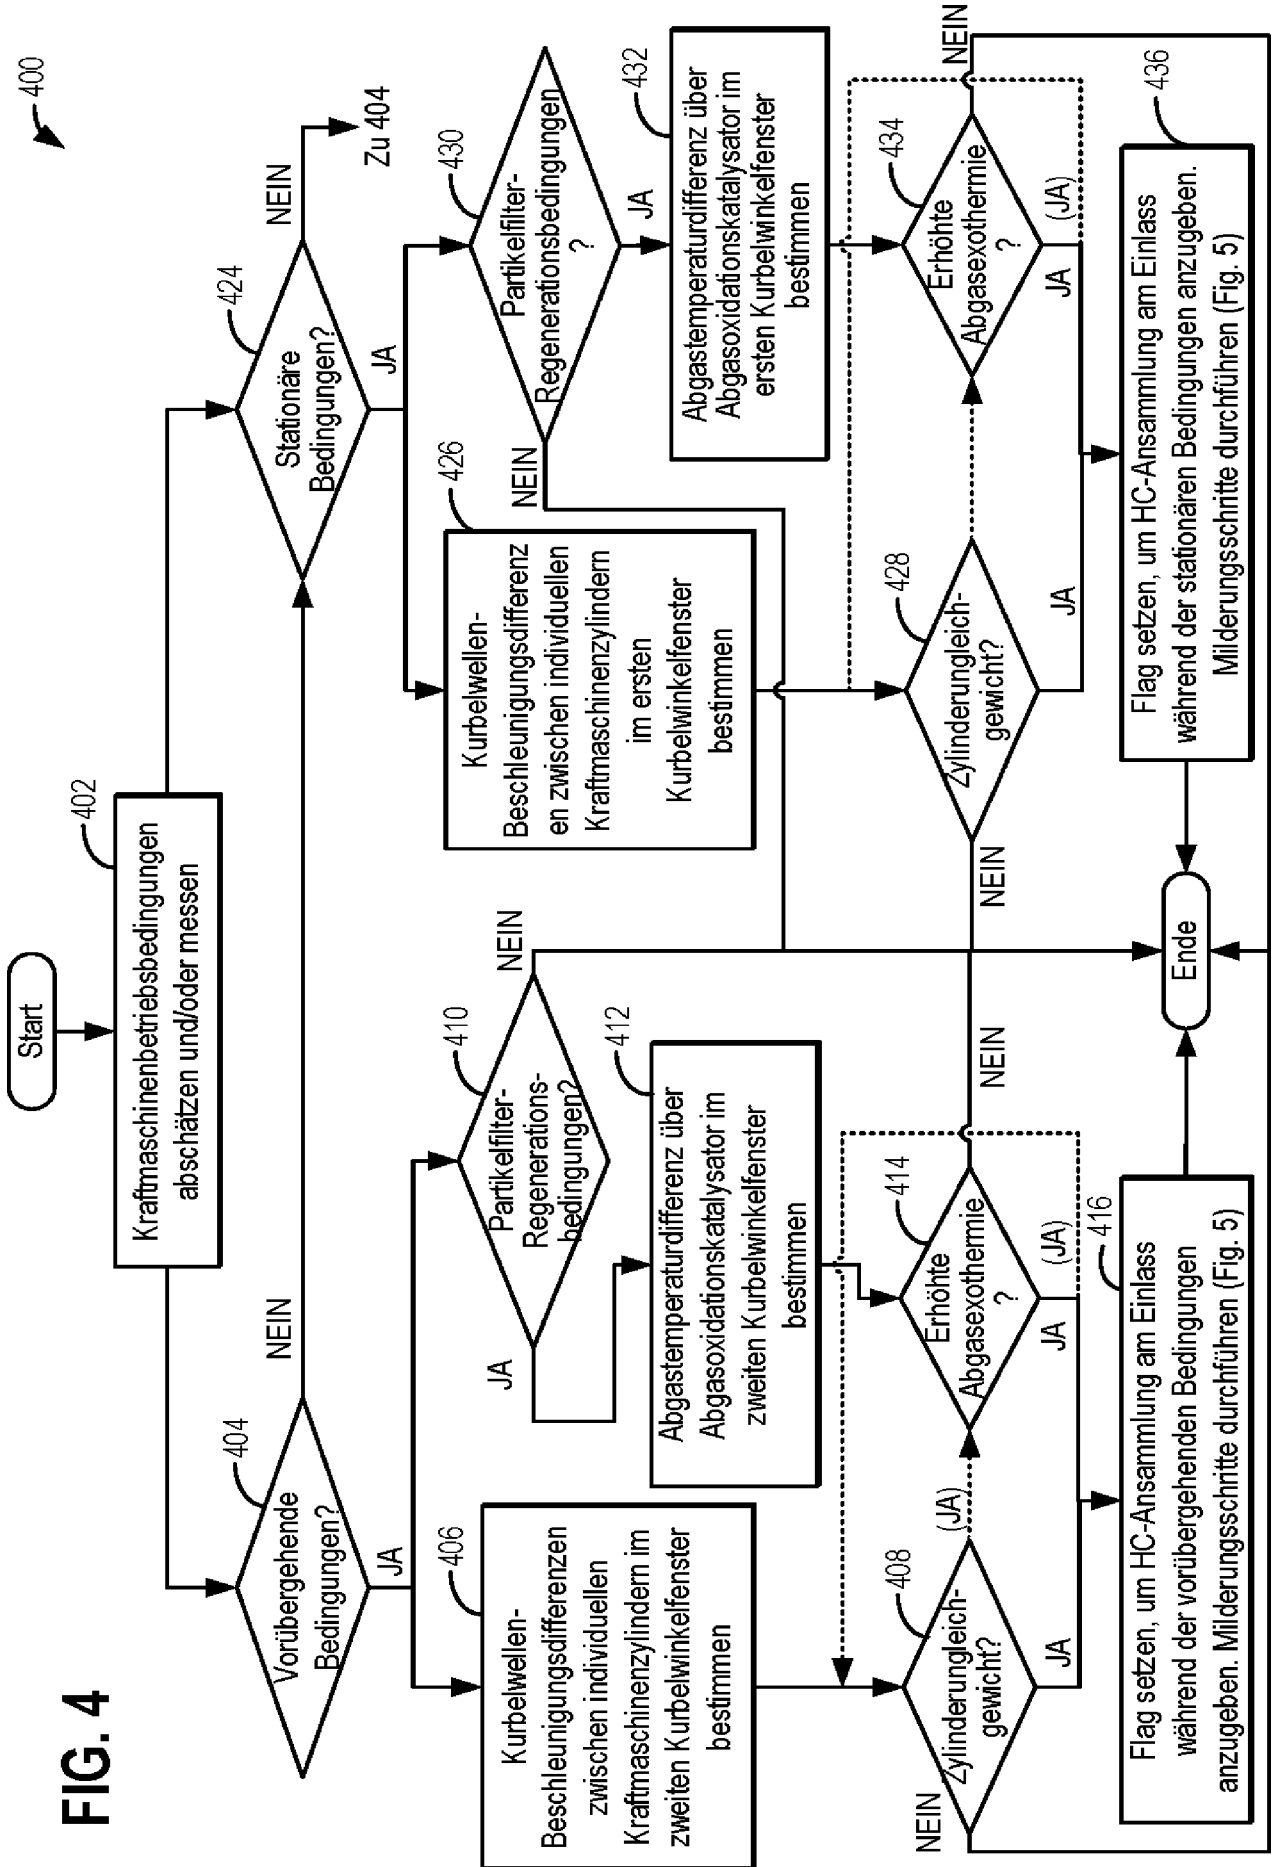 FIG. 4
400
Start
402
Kraftmaschinenbetriebsbedingungen
abschätzen und/oder messen
404
Vorübergehende
Bedingungen?
NEIN
JA
424
Stationäre
Bedingungen?
NEIN
Zu 404
JA
406
Kurbelwellen-
Beschleunigungsdifferenzen
zwischen individuellen
Kraftmaschinenzylindern im
zweiten Kurbelwinkelfenster
bestimmen
410
Partikelfilter-
Regenerations-
bedingungen?
NEIN
JA
412
Abgastemperaturdifferenz über
Abgasoxidationskatalysator im
zweiten Kurbelwinkelfenster
bestimmen
426
Kurbelwellen-
Beschleunigungsdifferenz
en zwischen individuellen
Kraftmaschinenzylindern
im ersten
Kurbelwinkelfenster
bestimmen
430
Partikelfilter-
Regenerationsbedingungen
?
NEIN
JA
432
Abgastemperaturdifferenz über
Abgasoxidationskatalysator im
ersten Kurbelwinkelfenster
bestimmen
408
Zylinderungleich-
gewicht?
NEIN
(JA)
JA
414
Erhöhte
Abgasexothermie
?
NEIN
JA
(JA)
428
Zylinderungleich-
gewicht?
NEIN
JA
434
Erhöhte
Abgasexothermie
?
NEIN
JA
(JA)
416
Flag setzen, um HC-Ansammlung am Einlass
während der vorübergehenden Bedingungen
anzugeben. Milderungsschritte durchführen (Fig. 5)
Ende
436
Flag setzen, um HC-Ansammlung am Einlass
während der stationären Bedingungen anzugeben.
Milderungsschritte durchführen (Fig. 5)